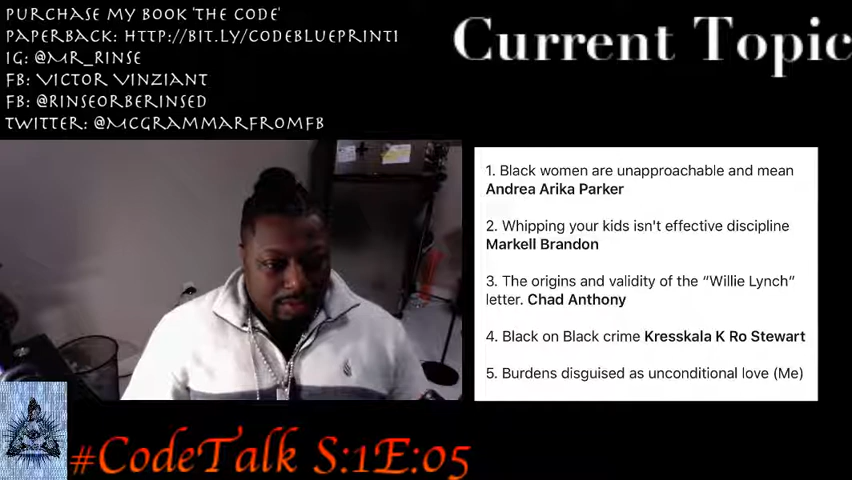 PURCHASE MY BOOK 'THE CODE'
PAPERBACK: HTTP://BIT.LY/CODEBLUEPRINT1
IG: @MR_RINSE
FB: VICTOR VINZIANT
FB: @RINSEORBERINSED
TWITTER: @MCGRAMMARFROMFB
Current Topic
1. Black women are unapproachable and mean
Andrea Arika Parker
2. Whipping your kids isn't effective discipline
Markell Brandon
3. The origins and validity of the “Willie Lynch”
letter. Chad Anthony
4. Black on Black crime Kresskala K Ro Stewart
5. Burdens disguised as unconditional love (Me)
#CodeTalk S:1E:05